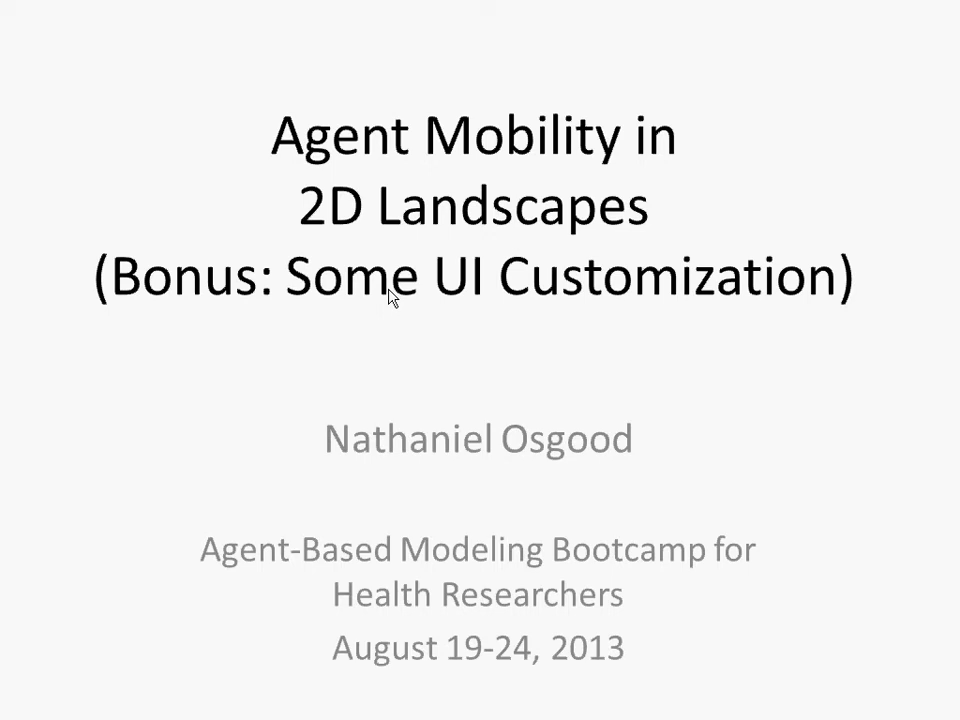 Agent Mobility in
2D Landscapes
(Bonus: Some UI Customization)
Nathaniel Osgood
Agent-Based Modeling Bootcamp for
Health Researchers
August 19-24, 2013